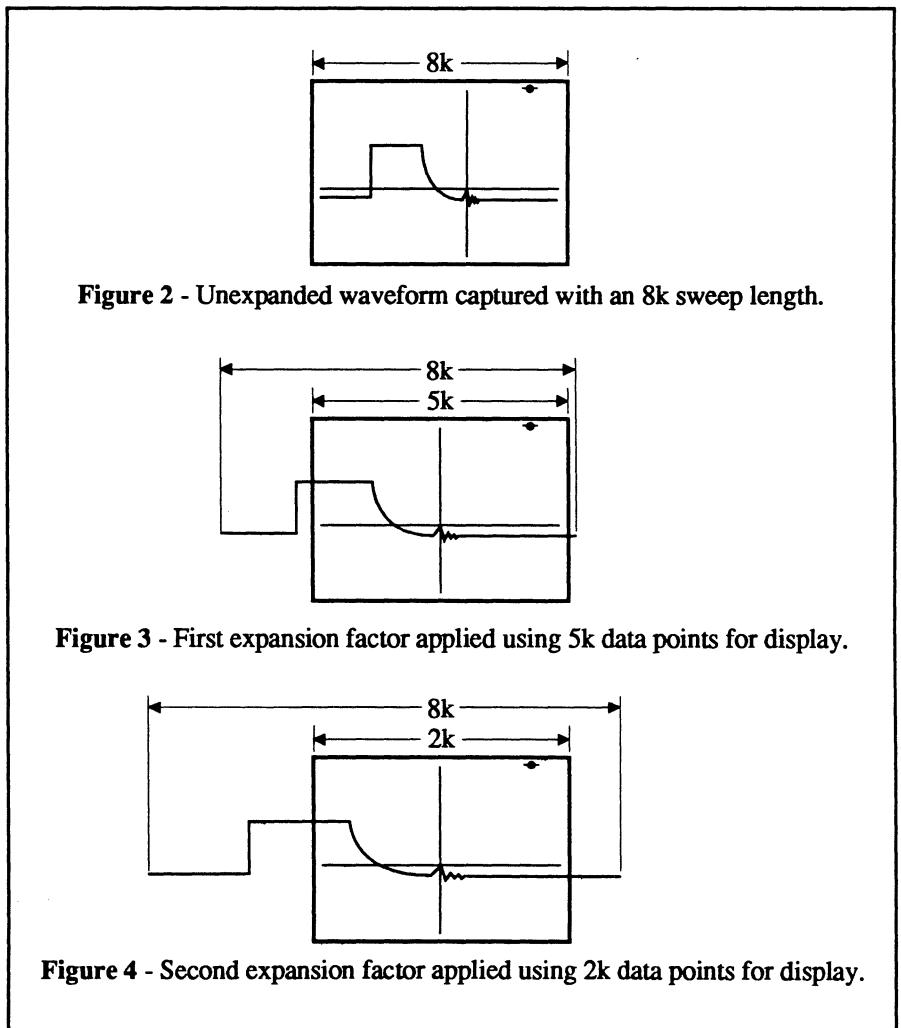 8k
Figure 2 - Unexpanded waveform captured with an 8k sweep length.
8k
5k
Figure 3 - First expansion factor applied using 5k data points for display.
8k
2k
Figure 4 - Second expansion factor applied using 2k data points for display.